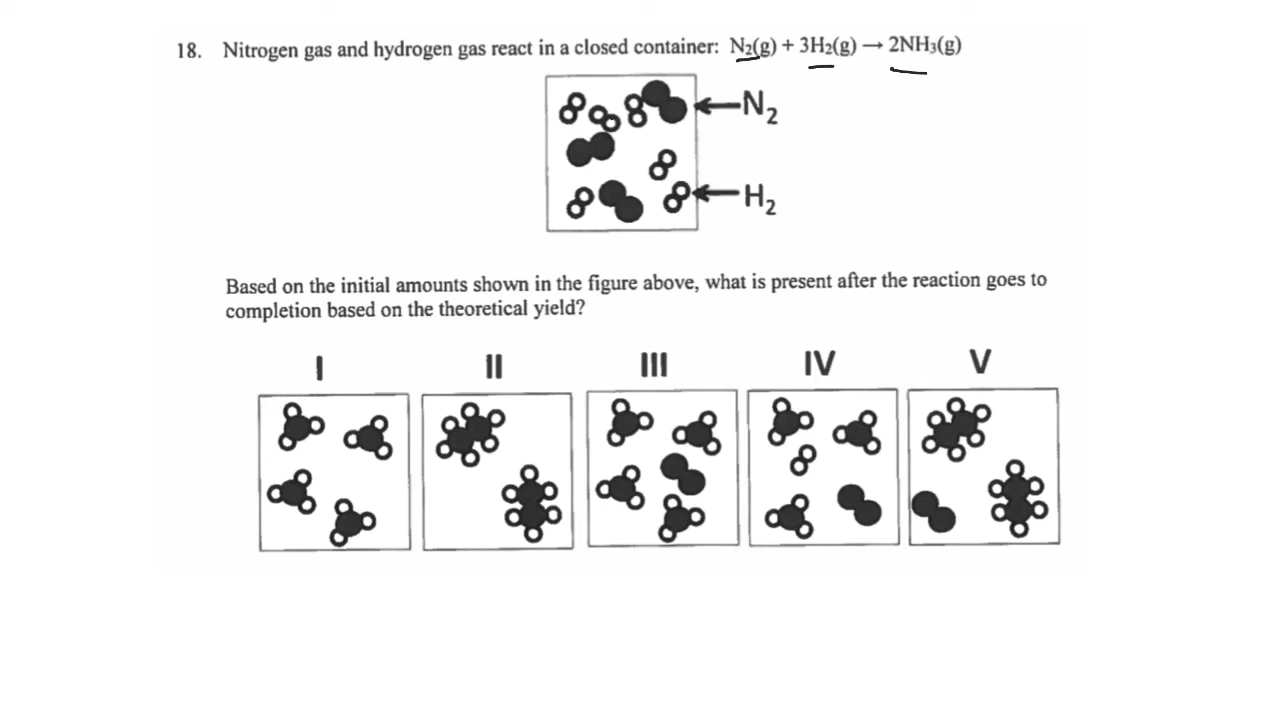 18. Nitrogen gas and hydrogen gas react in a closed container: N₂(g) + 3H₂(g) → 2NH₃(g)
N₂
H₂
Based on the initial amounts shown in the figure above, what is present after the reaction goes to
completion based on the theoretical yield?
I II III IV V